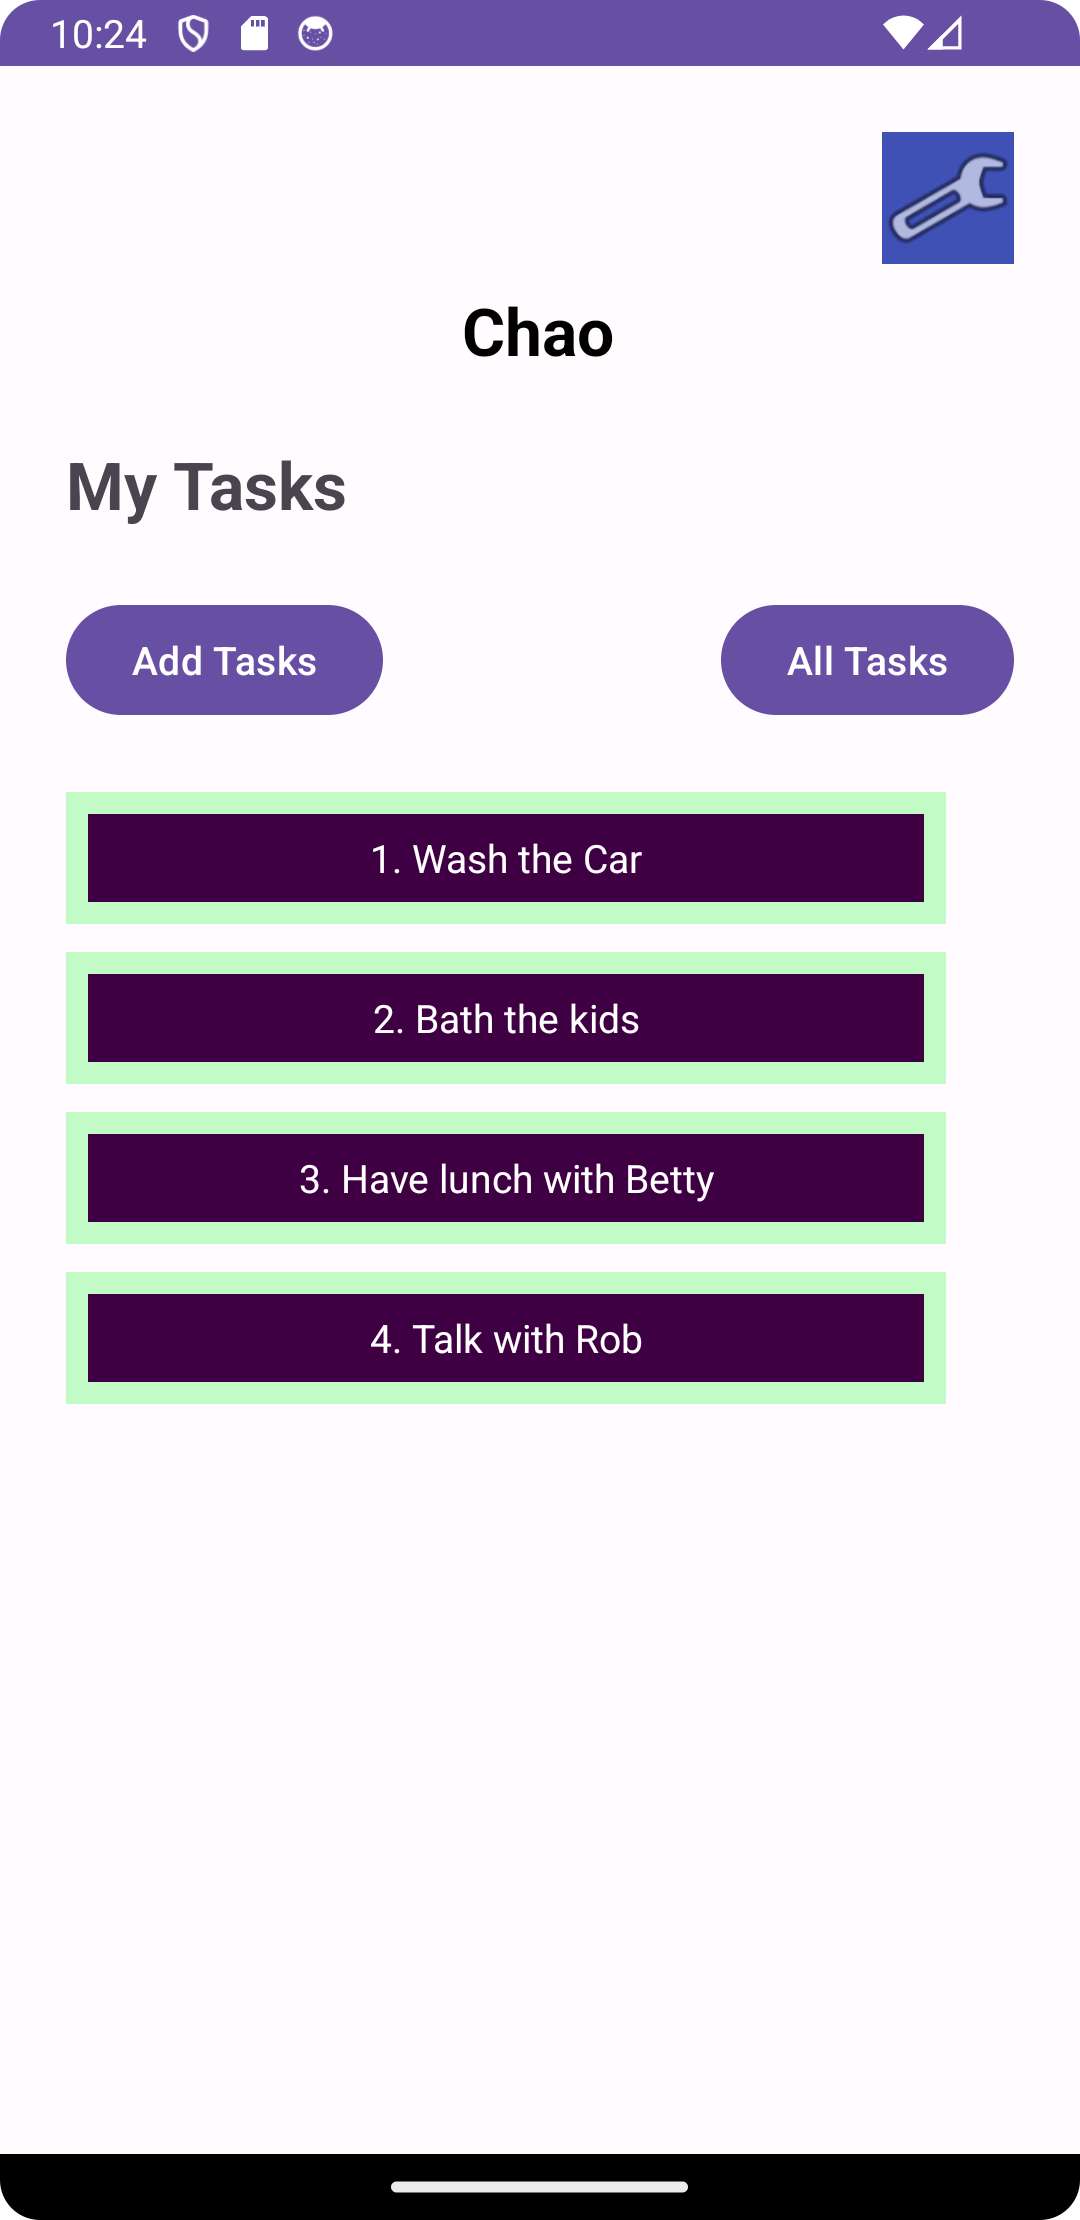 10:24
Chao
My Tasks
Add Tasks
All Tasks
1. Wash the Car
2. Bath the kids
3. Have lunch with Betty
4. Talk with Rob